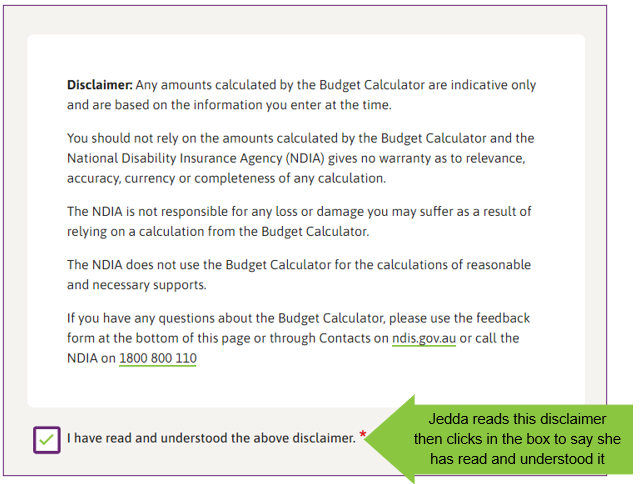 Disclaimer: Any amounts calculated by the Budget Calculator are indicative only
and are based on the information you enter at the time.
You should not rely on the amounts calculated by the Budget Calculator and the
National Disability Insurance Agency (NDIA) gives no warranty as to relevance,
accuracy, currency or completeness of any calculation.
The NDIA is not responsible for any loss or damage you may suffer as a result of
relying on a calculation from the Budget Calculator.
The NDIA does not use the Budget Calculator for the calculations of reasonable
and necessary supports.
If you have any questions about the Budget Calculator, please use the feedback
form at the bottom of this page or through Contacts on ndis.gov.au or call the
NDIA on 1800 800 110
I have read and understood the above disclaimer. *
Jedda reads this disclaimer
then clicks in the box to say she
has read and understood it